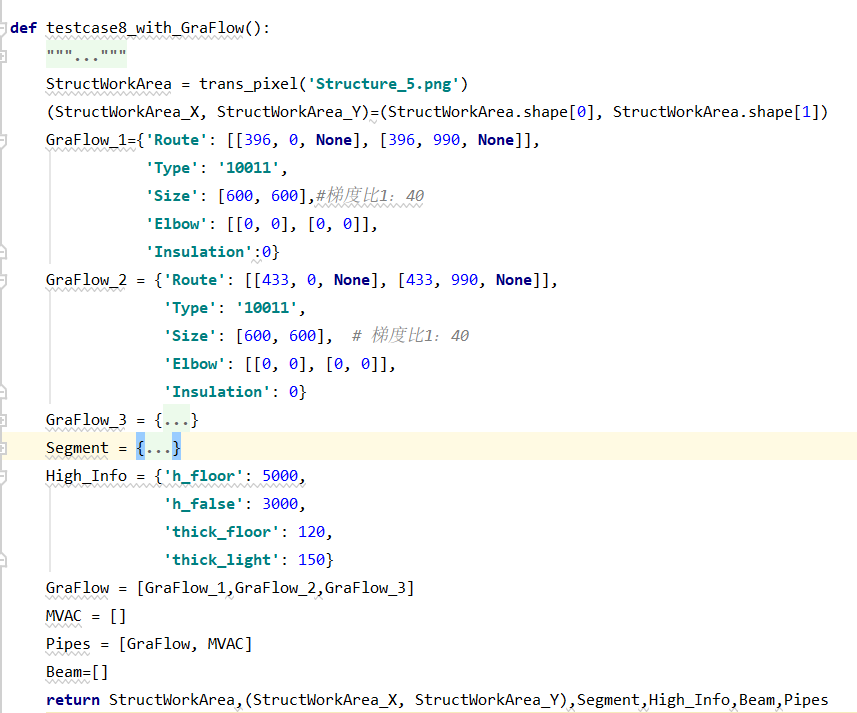 def testcase8_with_GraFlow():
"""..."""
StructWorkArea = trans_pixel('Structure_5.png')
(StructWorkArea_X, StructWorkArea_Y)=(StructWorkArea.shape[0], StructWorkArea.shape[1])
GraFlow_1={'Route': [[396, 0, None], [396, 990, None]],
'Type': '10011',
'Size': [600, 600],#梯度比1：40
'Elbow': [[0, 0], [0, 0]],
'Insulation':0}
GraFlow_2 = {'Route': [[433, 0, None], [433, 990, None]],
'Type': '10011',
'Size': [600, 600],  # 梯度比1：40
'Elbow': [[0, 0], [0, 0]],
'Insulation': 0}
GraFlow_3 = {...}
Segment = {...}
High_Info = {'h_floor': 5000,
'h_false': 3000,
'thick_floor': 120,
'thick_light': 150}
GraFlow = [GraFlow_1,GraFlow_2,GraFlow_3]
MVAC = []
Pipes = [GraFlow, MVAC]
Beam=[]
return StructWorkArea,(StructWorkArea_X, StructWorkArea_Y),Segment,High_Info,Beam,Pipes